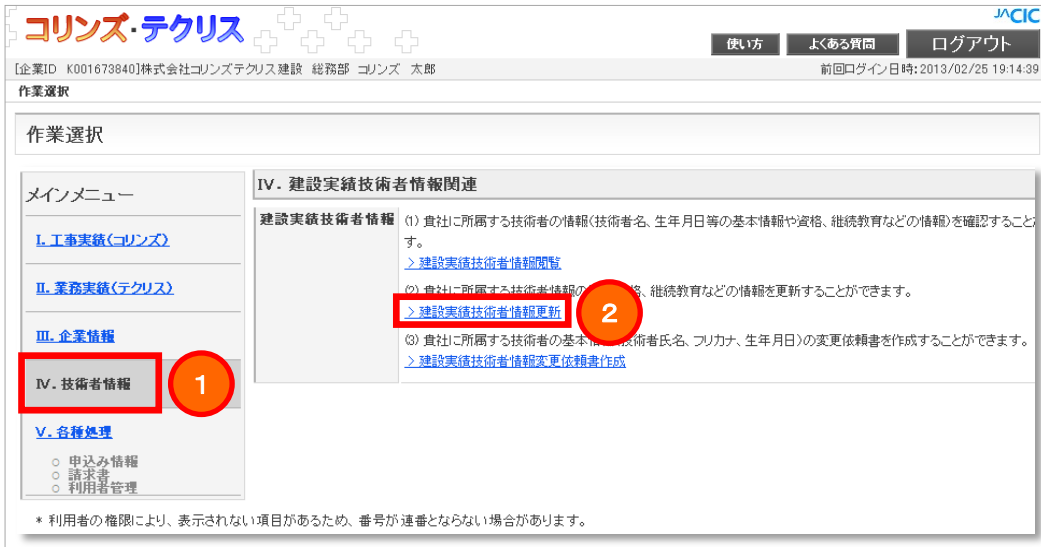 コリンズ・テクリス
JACIC
使い方
よくある質問
ログアウト
[企業ID K001673840]株式会社コリンズテクリス建設 総務部 コリンズ 太郎
前回ログイン日時:2013/02/25 19:14:39
作業選択
作業選択
メインメニュー
Ⅰ. 工事実績(コリンズ)
Ⅱ. 業務実績(テクリス)
Ⅲ. 企業情報
Ⅳ. 技術者情報
1
Ⅴ. 各種処理
○ 申込み情報
○ 請求書
○ 利用者管理
Ⅳ. 建設実績技術者情報関連
建設実績技術者情報
(1) 貴社に所属する技術者の情報(技術者名、生年月日等の基本情報や資格、継続教育などの情報)を確認すること
す。
> 建設実績技術者情報閲覧
(2) 貴社に所属する技術者情報の 格、継続教育などの情報を更新することができます。
> 建設実績技術者情報更新
2
(3) 貴社に所属する技術者の基本情 術者氏名、フリカナ、生年月日)の変更依頼書を作成することができます。
> 建設実績技術者情報変更依頼書作成
* 利用者の権限により、表示されない項目があるため、番号が連番とならない場合があります。